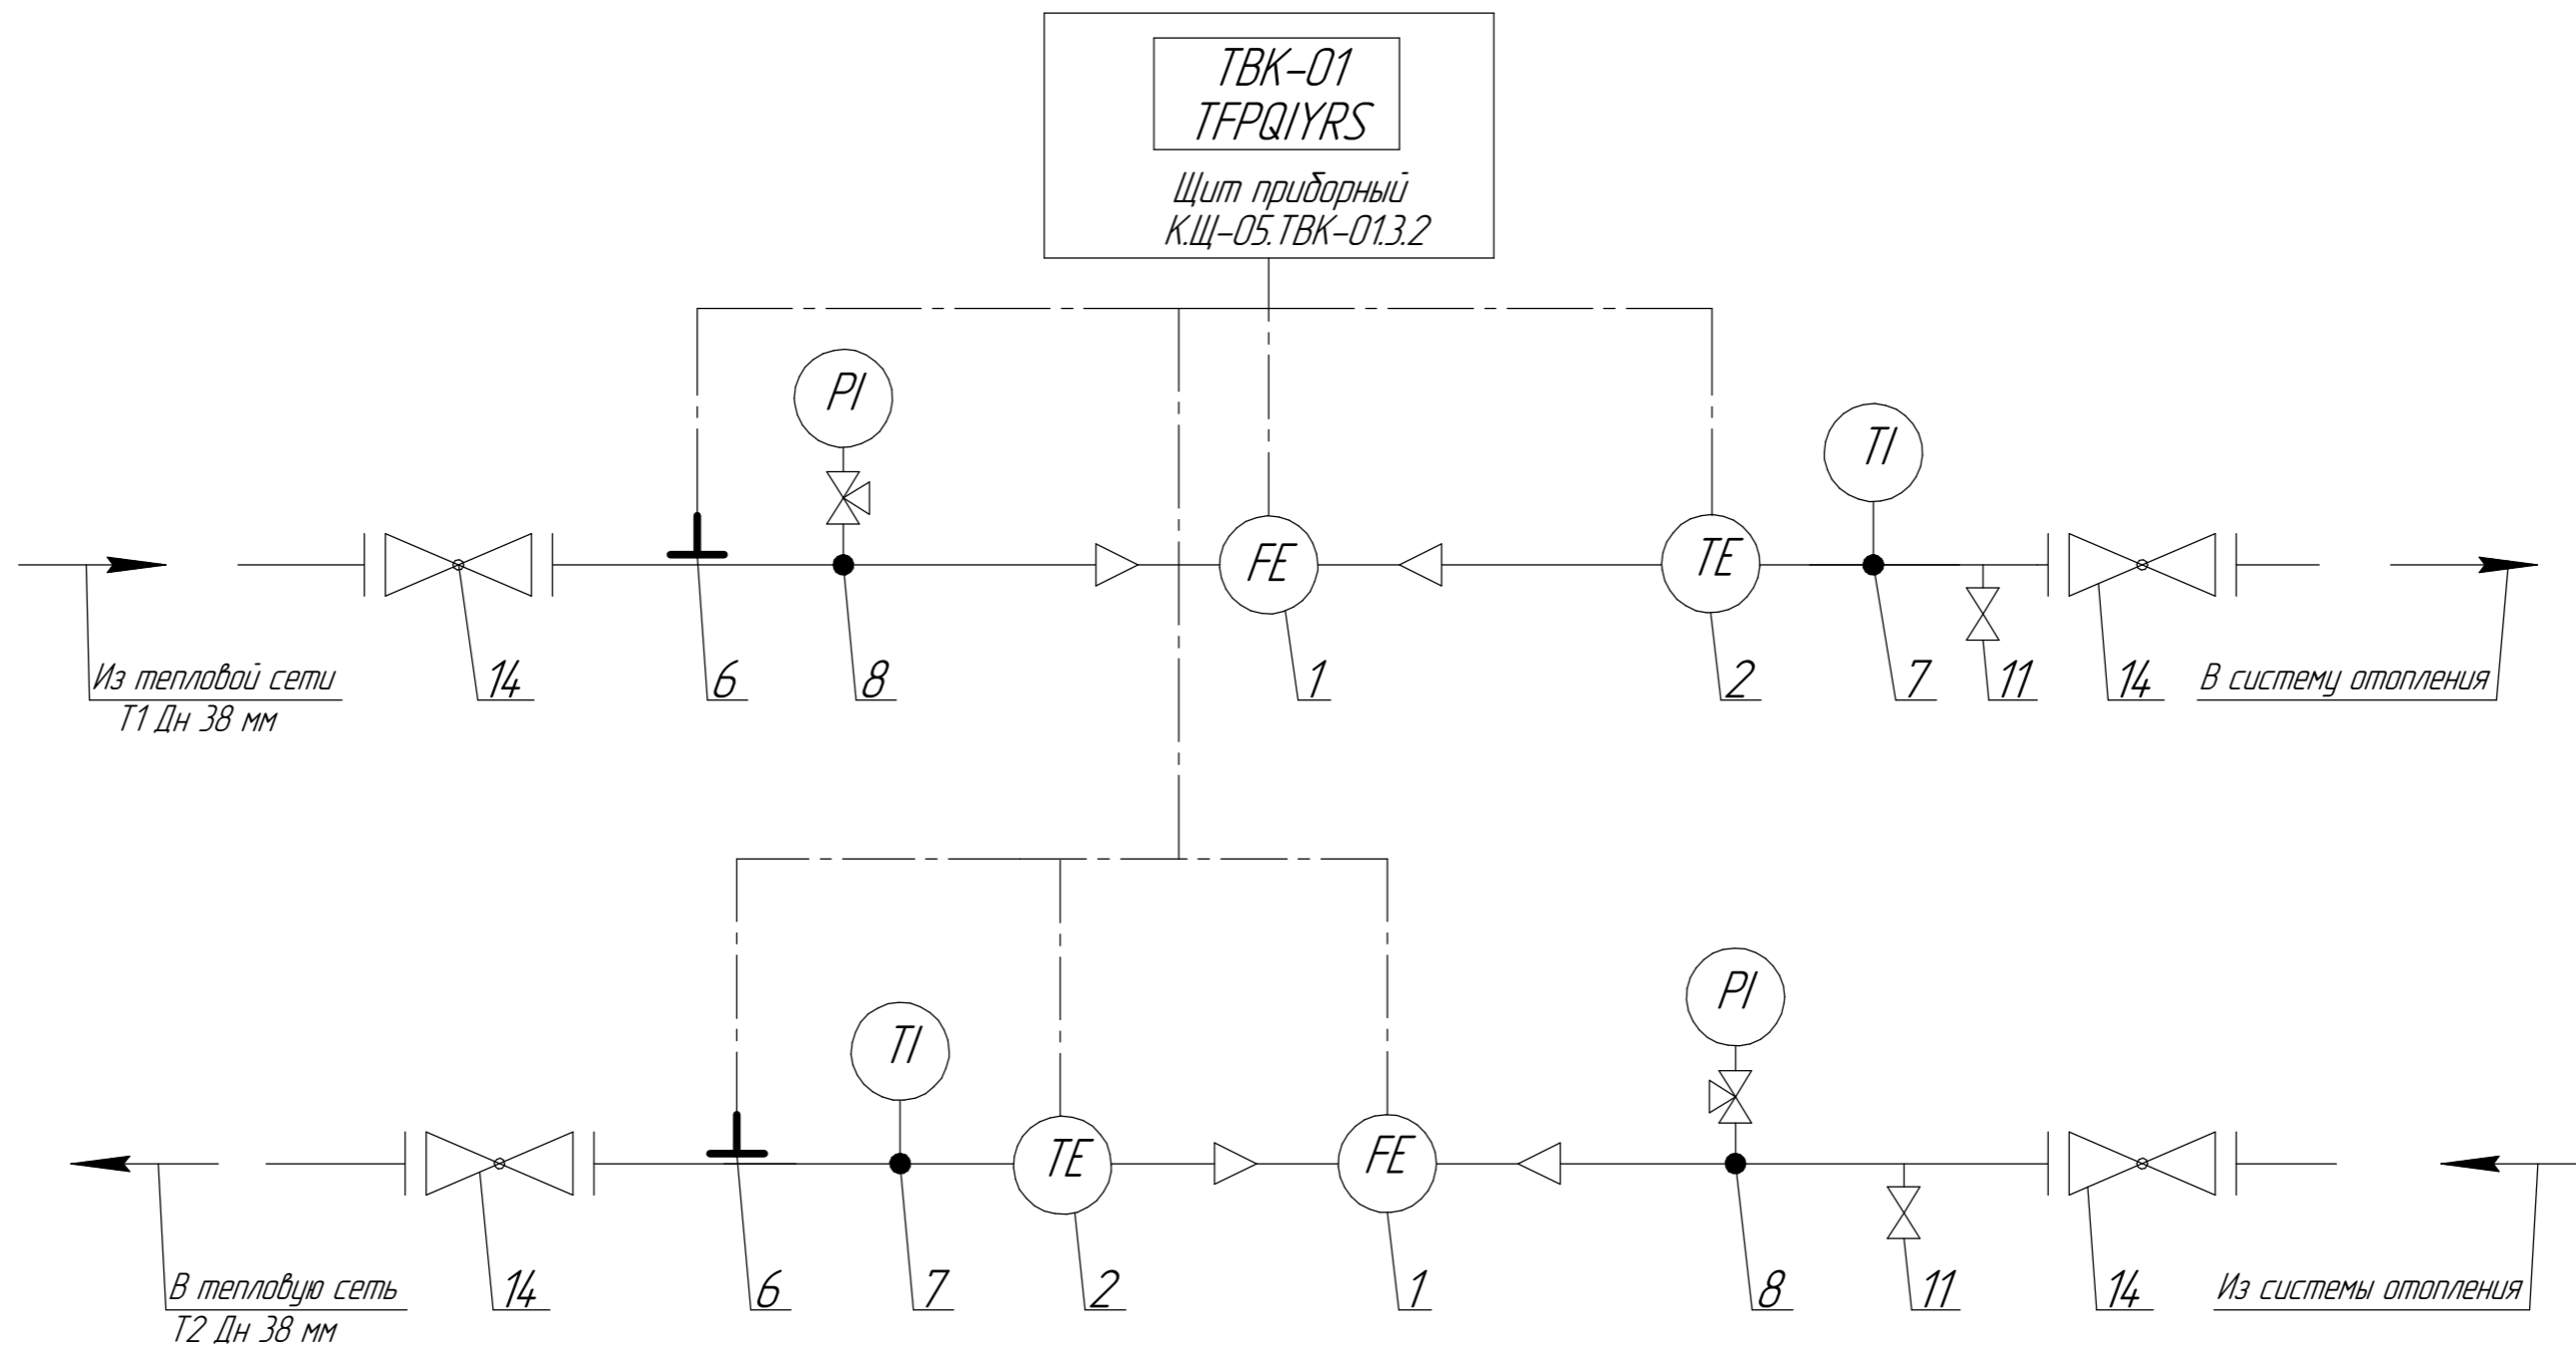 ТВК-01
TFPQIYRS
Щит приборный
К.Щ-05.ТВК-01.3.2
PI
TI
FE
TE
Из тепловой сети
Т1 Дн 38 мм
14
6
8
1
2
7
11
14
В систему отопления
PI
TI
TE
FE
В тепловую сеть
Т2 Дн 38 мм
14
6
7
2
1
8
11
14
Из системы отопления